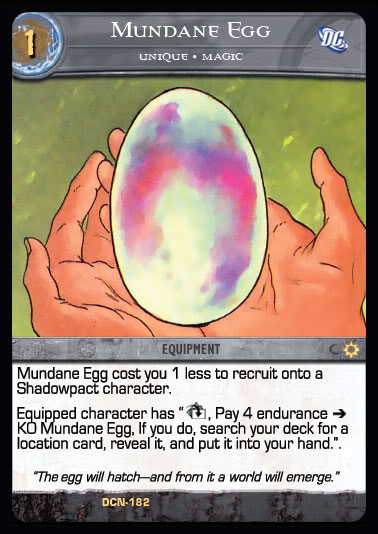 1
MUNDANE EGG
UNIQUE • MAGIC
DC
EQUIPMENT
C
Mundane Egg cost you 1 less to recruit onto a
Shadowpact character.
Equipped character has “ , Pay 4 endurance ➔
KO Mundane Egg, If you do, search your deck for a
location card, reveal it, and put it into your hand.”.
“The egg will hatch—and from it a world will emerge.”
DCN-182